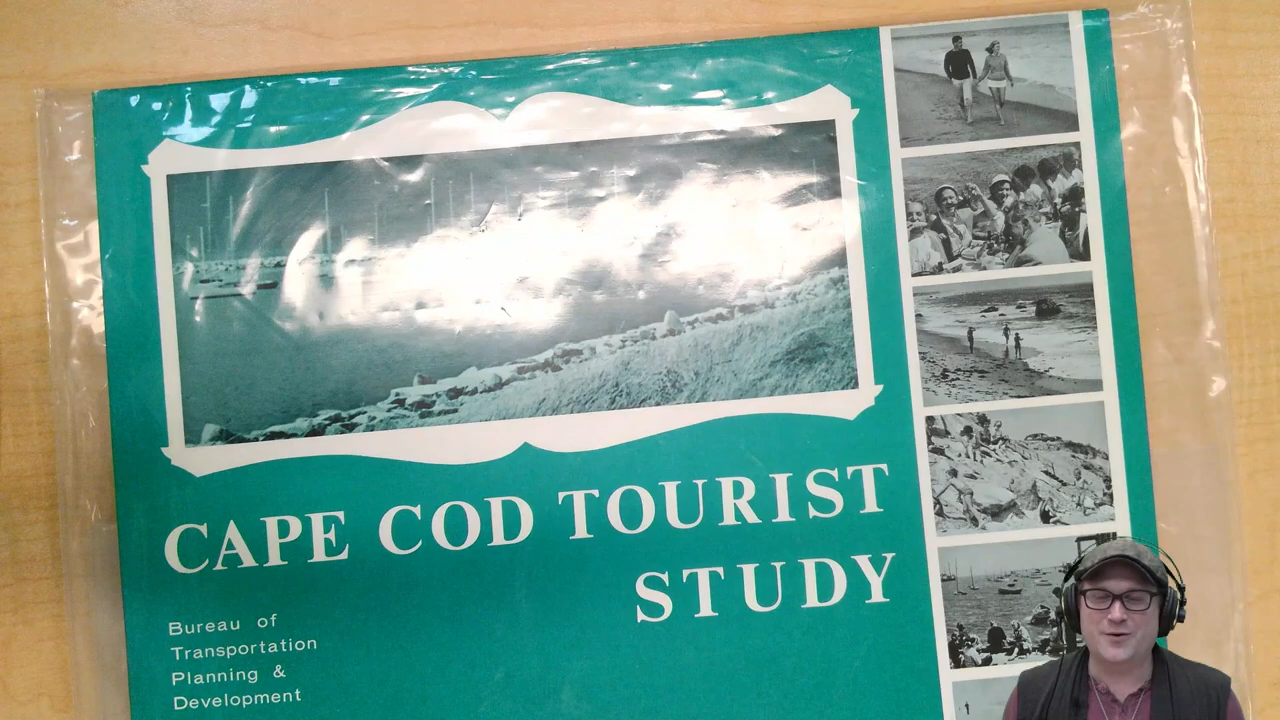 CAPE COD TOURIST
STUDY
Bureau of
Transportation
Planning &
Development